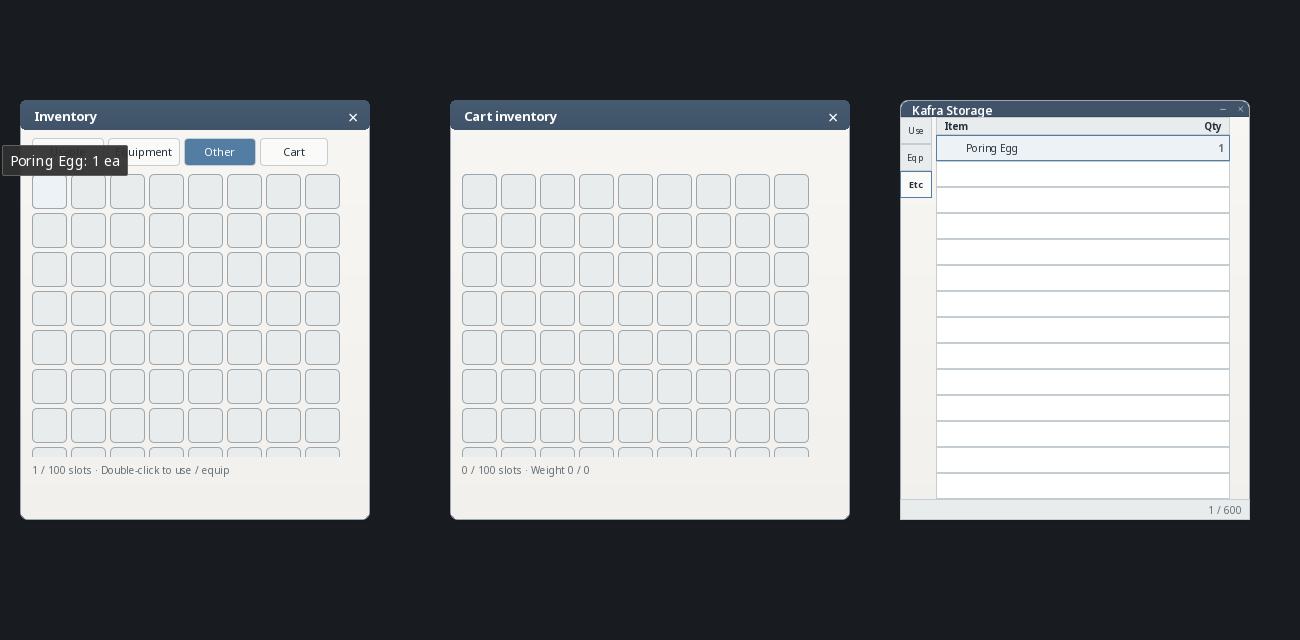 Inventory
×
Equipment
Other
Cart
Poring Egg: 1 ea
1 / 100 slots · Double-click to use / equip
Cart inventory
×
0 / 100 slots · Weight 0 / 0
Kafra Storage
– ×
Use
Eqp
Etc
Item Qty
Poring Egg 1
1 / 600